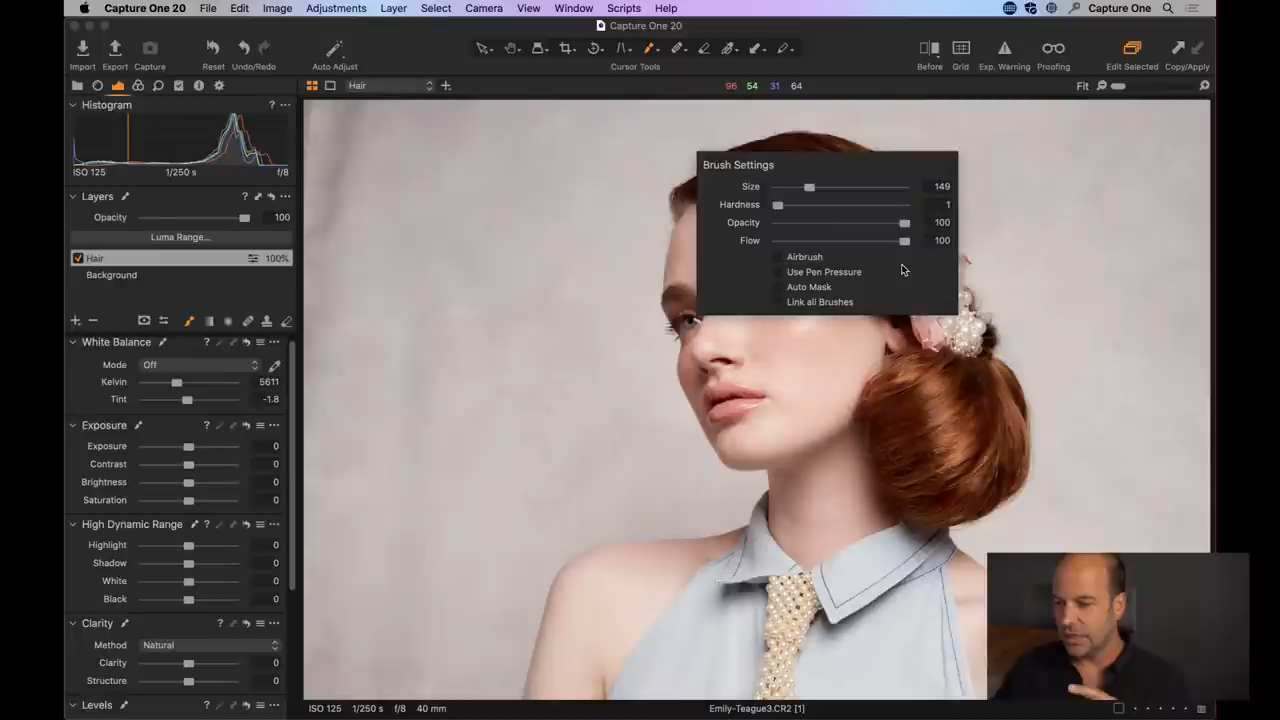 Capture One 20 File Edit Image Adjustments Layer Select Camera View Window Scripts Help Capture One
Capture One 20
Import Export Capture Reset Undo/Redo Auto Adjust Cursor Tools Before Grid Exp. Warning Proofing Edit Selected Copy/Apply
Hair 96 54 31 64 Fit
Histogram ?
ISO 125 1/250 s f/8
Layers ?
Opacity 100
Luma Range...
Hair 100%
Background
White Balance ?
Mode Off
Kelvin 5611
Tint -1.8
Exposure ?
Exposure 0
Contrast 0
Brightness 0
Saturation 0
High Dynamic Range ?
Highlight 0
Shadow 0
White 0
Black 0
Clarity ?
Method Natural
Clarity 0
Structure 0
Levels ?
Brush Settings
Size 149
Hardness 1
Opacity 100
Flow 100
Airbrush
Use Pen Pressure
Auto Mask
Link all Brushes
ISO 125 1/250 s f/8 40 mm Emily-Teague3.CR2 [1]